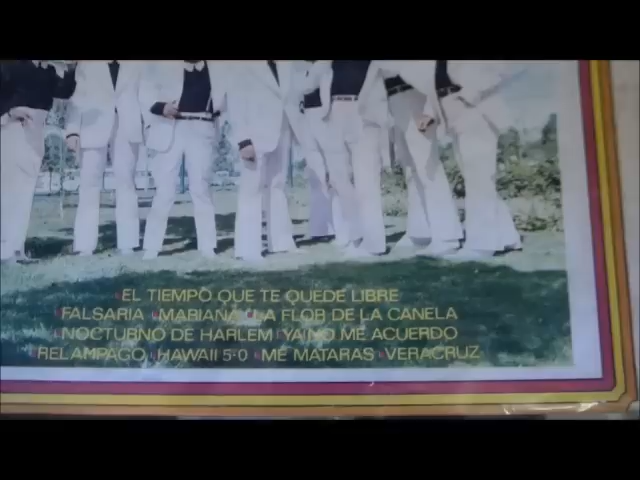 EL TIEMPO QUE TE QUEDE LIBRE
FALSARIA MARIANA LA FLOR DE LA CANELA
NOCTURNO DE HARLEM YA NO ME ACUERDO
RELAMPAGO HAWAII 5-0 ME MATARAS VERACRUZ